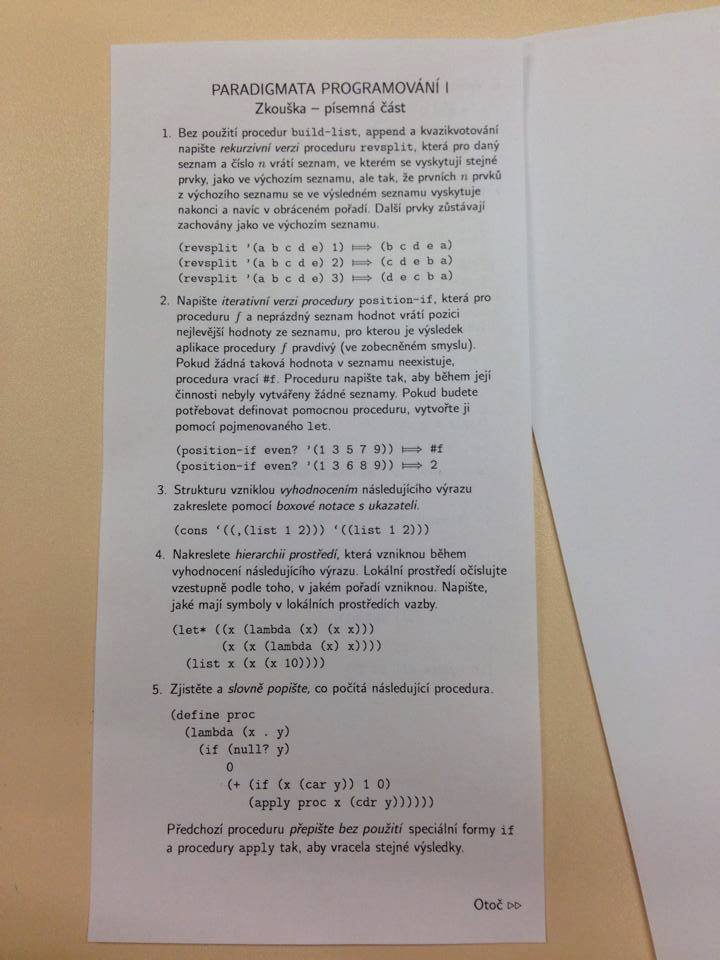 PARADIGMATA PROGRAMOVÁNÍ I
Zkouška – písemná část
1. Bez použití procedur build-list, append a kvazikvotování
napište rekurzivní verzi proceduru revsplit, která pro daný
seznam a číslo n vrátí seznam, ve kterém se vyskytují stejné
prvky, jako ve výchozím seznamu, ale tak, že prvních n prvků
z výchozího seznamu se ve výsledném seznamu vyskytuje
nakonci a navíc v obráceném pořadí. Další prvky zůstávají
zachovány jako ve výchozím seznamu.
(revsplit '(a b c d e) 1) ⟹ (b c d e a)
(revsplit '(a b c d e) 2) ⟹ (c d e b a)
(revsplit '(a b c d e) 3) ⟹ (d e c b a)
2. Napište iterativní verzi procedury position-if, která pro
proceduru f a neprázdný seznam hodnot vrátí pozici
nejlevější hodnoty ze seznamu, pro kterou je výsledek
aplikace procedury f pravdivý (ve zobecněném smyslu).
Pokud žádná taková hodnota v seznamu neexistuje,
procedura vrací #f. Proceduru napište tak, aby během její
činnosti nebyly vytvářeny žádné seznamy. Pokud budete
potřebovat definovat pomocnou proceduru, vytvořte ji
pomocí pojmenovaného let.
(position-if even? '(1 3 5 7 9)) ⟹ #f
(position-if even? '(1 3 6 8 9)) ⟹ 2
3. Strukturu vzniklou vyhodnocením následujícího výrazu
zakreslete pomocí boxové notace s ukazateli.
(cons ‘((,(list 1 2))) ‘((list 1 2)))
4. Nakreslete hierarchii prostředí, která vzniknou během
vyhodnocení následujícího výrazu. Lokální prostředí očíslujte
vzestupně podle toho, v jakém pořadí vzniknou. Napište,
jaké mají symboly v lokálních prostředích vazby.
(let* ((x (lambda (x) (x x)))
(x (x (lambda (x) x))))
(list x (x (x 10))))
5. Zjistěte a slovně popište, co počítá následující procedura.
(define proc
(lambda (x . y)
(if (null? y)
0
(+ (if (x (car y)) 1 0)
(apply proc x (cdr y))))))
Předchozí proceduru přepište bez použití speciální formy if
a procedury apply tak, aby vracela stejné výsledky.
Otoč ▷▷